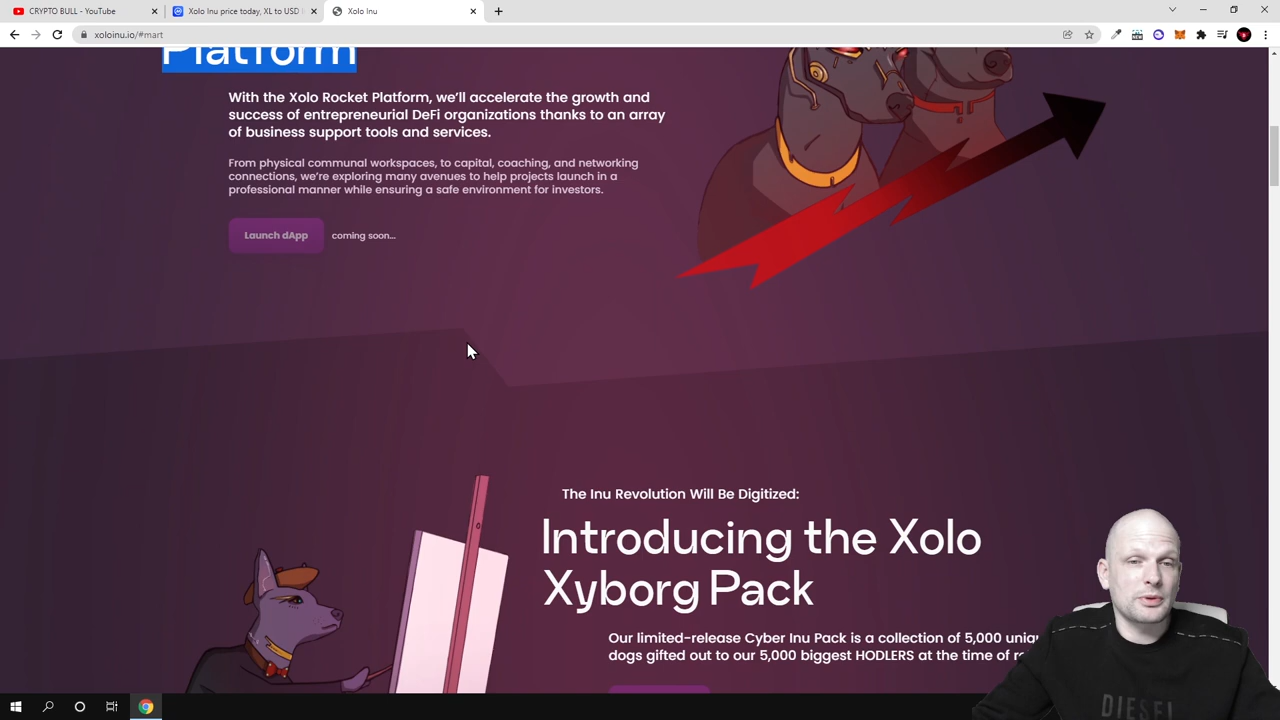 CRYPTO BULL - YouTube
Xolo Inu price today, XL to USD
Xolo Inu
xoloinu.io/#mart
Platform
With the Xolo Rocket Platform, we'll accelerate the growth and
success of entrepreneurial DeFi organizations thanks to an array
of business support tools and services.
From physical communal workspaces, to capital, coaching, and networking
connections, we're exploring many avenues to help projects launch in a
professional manner while ensuring a safe environment for investors.
Launch dApp
coming soon...
The Inu Revolution Will Be Digitized:
Introducing the Xolo
Xyborg Pack
Our limited-release Cyber Inu Pack is a collection of 5,000
dogs gifted out to our 5,000 biggest HODLERS at the time of
DIESEL